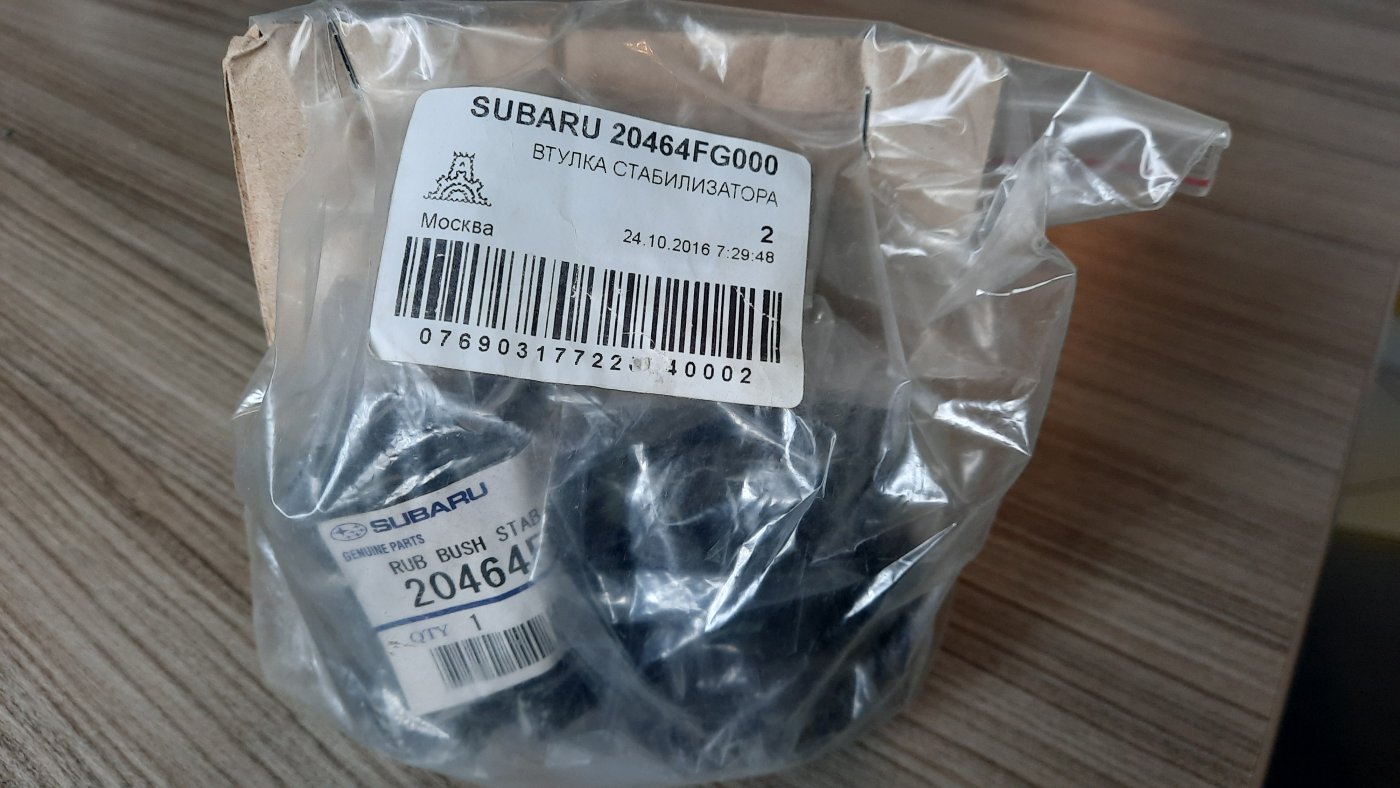 SUBARU 20464FG000
ВТУЛКА СТАБИЛИЗАТОРА
2
Москва 24.10.2016 7:29:48
SUBARU
GENUINE PARTS
RUB BUSH STAB
20464F
QTY 1